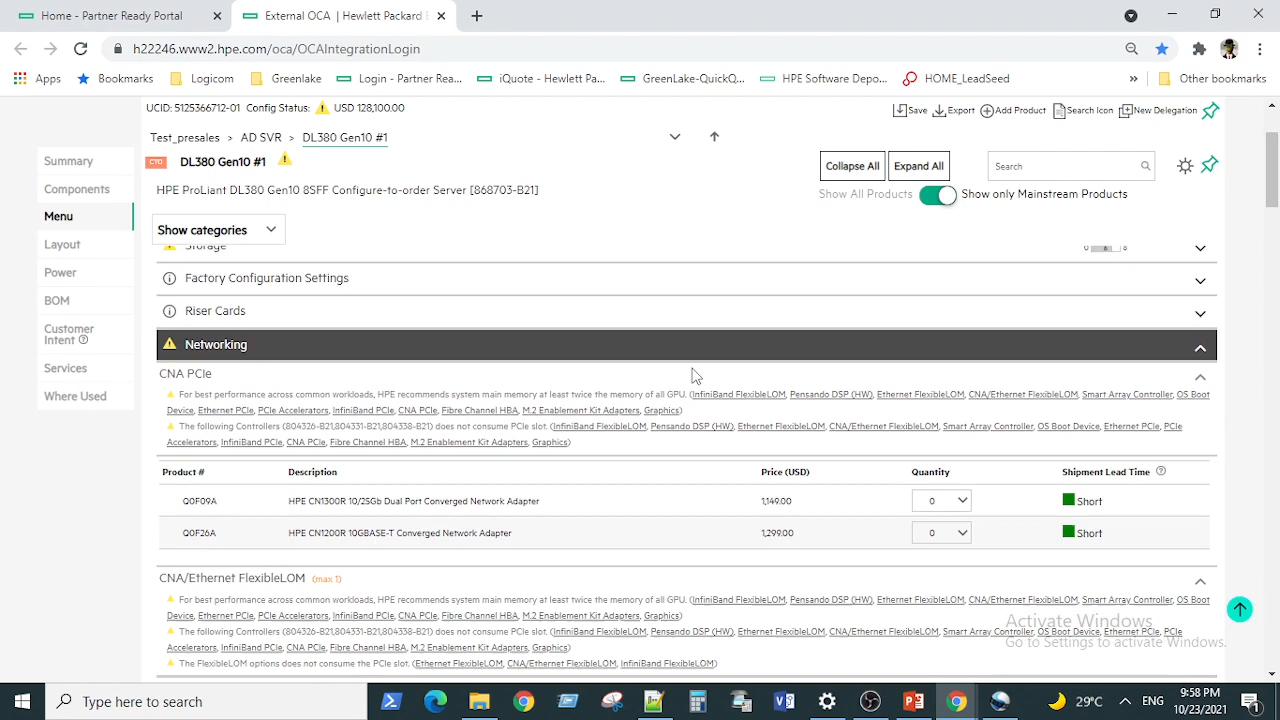 Home - Partner Ready Portal
External OCA | Hewlett Packard
h22246.www2.hpe.com/oca/OCAIntegrationLogin
Apps Bookmarks Logicom Greenlake Login - Partner Rea... iQuote - Hewlett Pa... GreenLake-QuickQ... HPE Software Depo... HOME_LeadSeed » Other bookmarks
UCID: 5125366712-01 Config Status: USD 128,100.00
Save Export Add Product Search Icon New Delegation
Test_presales > AD SVR > DL380 Gen10 #1
CTO DL380 Gen10 #1
Collapse All Expand All Search
HPE ProLiant DL380 Gen10 8SFF Configure-to-order Server [868703-B21]
Show All Products Show only Mainstream Products
Summary
Components
Menu
Layout
Power
BOM
Customer
Intent
Services
Where Used
Show categories
Storage
Factory Configuration Settings
Riser Cards
Networking
CNA PCIe
For best performance across common workloads, HPE recommends system main memory at least twice the memory of all GPU. (InfiniBand FlexibleLOM, Pensando DSP (HW), Ethernet FlexibleLOM, CNA/Ethernet FlexibleLOM, Smart Array Controller, OS Boot
Device, Ethernet PCIe, PCIe Accelerators, InfiniBand PCIe, CNA PCIe, Fibre Channel HBA, M.2 Enablement Kit Adapters, Graphics)
The following Controllers (804326-B21,804331-B21,804338-B21) does not consume PCIe slot. (InfiniBand FlexibleLOM, Pensando DSP (HW), Ethernet FlexibleLOM, CNA/Ethernet FlexibleLOM, Smart Array Controller, OS Boot Device, Ethernet PCIe, PCIe
Accelerators, InfiniBand PCIe, CNA PCIe, Fibre Channel HBA, M.2 Enablement Kit Adapters, Graphics)
Product # Description Price (USD) Quantity Shipment Lead Time
Q0F09A HPE CN1300R 10/25Gb Dual Port Converged Network Adapter 1,149.00 0 Short
Q0F26A HPE CN1200R 10GBASE-T Converged Network Adapter 1,299.00 0 Short
CNA/Ethernet FlexibleLOM (max 1)
For best performance across common workloads, HPE recommends system main memory at least twice the memory of all GPU. (InfiniBand FlexibleLOM, Pensando DSP (HW), Ethernet FlexibleLOM, CNA/Ethernet FlexibleLOM, Smart Array Controller, OS Boot
Device, Ethernet PCIe, PCIe Accelerators, InfiniBand PCIe, CNA PCIe, Fibre Channel HBA, M.2 Enablement Kit Adapters, Graphics)
The following Controllers (804326-B21,804331-B21,804338-B21) does not consume PCIe slot. (InfiniBand FlexibleLOM, Pensando DSP (HW), Ethernet FlexibleLOM, CNA/Ethernet FlexibleLOM, Smart Array Controller, OS Boot Device, Ethernet PCIe, PCIe
Accelerators, InfiniBand PCIe, CNA PCIe, Fibre Channel HBA, M.2 Enablement Kit Adapters, Graphics)
The FlexibleLOM options does not consume the PCIe slot. (Ethernet FlexibleLOM, CNA/Ethernet FlexibleLOM, InfiniBand FlexibleLOM)
Activate Windows
Go to Settings to activate Windows.
Type here to search
29°C ENG 9:58 PM
10/23/2021